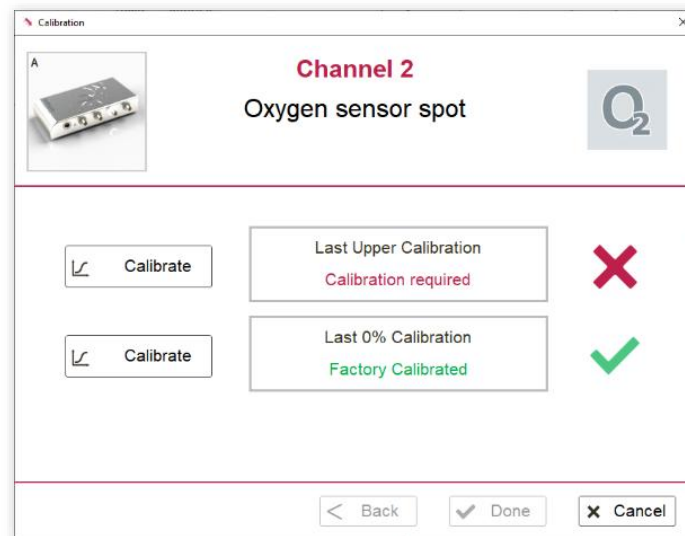 Calibration
A
Channel 2
Oxygen sensor spot
O2
Calibrate
Last Upper Calibration
Calibration required
Calibrate
Last 0% Calibration
Factory Calibrated
Back
Done
Cancel